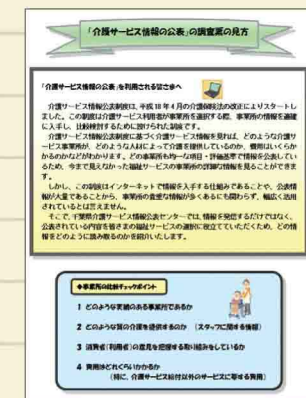 「介護サービス情報の公表」の調査票の見方
「介護サービス情報の公表」を利用される皆さまへ
介護サービス情報公表制度は、平成18年4月の介護保険法の改正によりスタートし
ました。この制度は介護サービス利用者が事業所を選択する際、事業所の情報を適確
に入手し、比較検討するために設けられた制度です。
介護サービス情報公表制度に基づく介護サービス情報を見れば、どのような介護サー
ビス事業所が、どのような人材によって介護を提供しているのか、費用はいくらか
かるのかなどがわかります。どの事業所も均一な項目・評価基準で情報を公表してい
るため、今まで見えなかった福祉サービスの事業所の詳細な情報を見ることができま
す。
しかし、この制度はインターネットで情報を入手する仕組みであることや、公表情
報が大量であることから、事業所の貴重な情報が多くあるにも関わらず、幅広く活用
されているとは言えません。
そこで、千葉県介護サービス情報公表センターでは、情報を発信するだけではなく、
公表されている内容を皆さまの福祉サービスの選択に役立てていただくため、どの情
報をどのように読み取るのかを紹介いたします。
◆事業所の比較チェックポイント
1 どのような実績のある事業所であるか
2 どのような質の介護を提供するのか （スタッフに関する情報）
3 消費者（利用者）の意見を把握する取り組みをしているか
4 費用はどれくらいかかるか
（特に、介護サービス給付以外のサービスに要する費用）